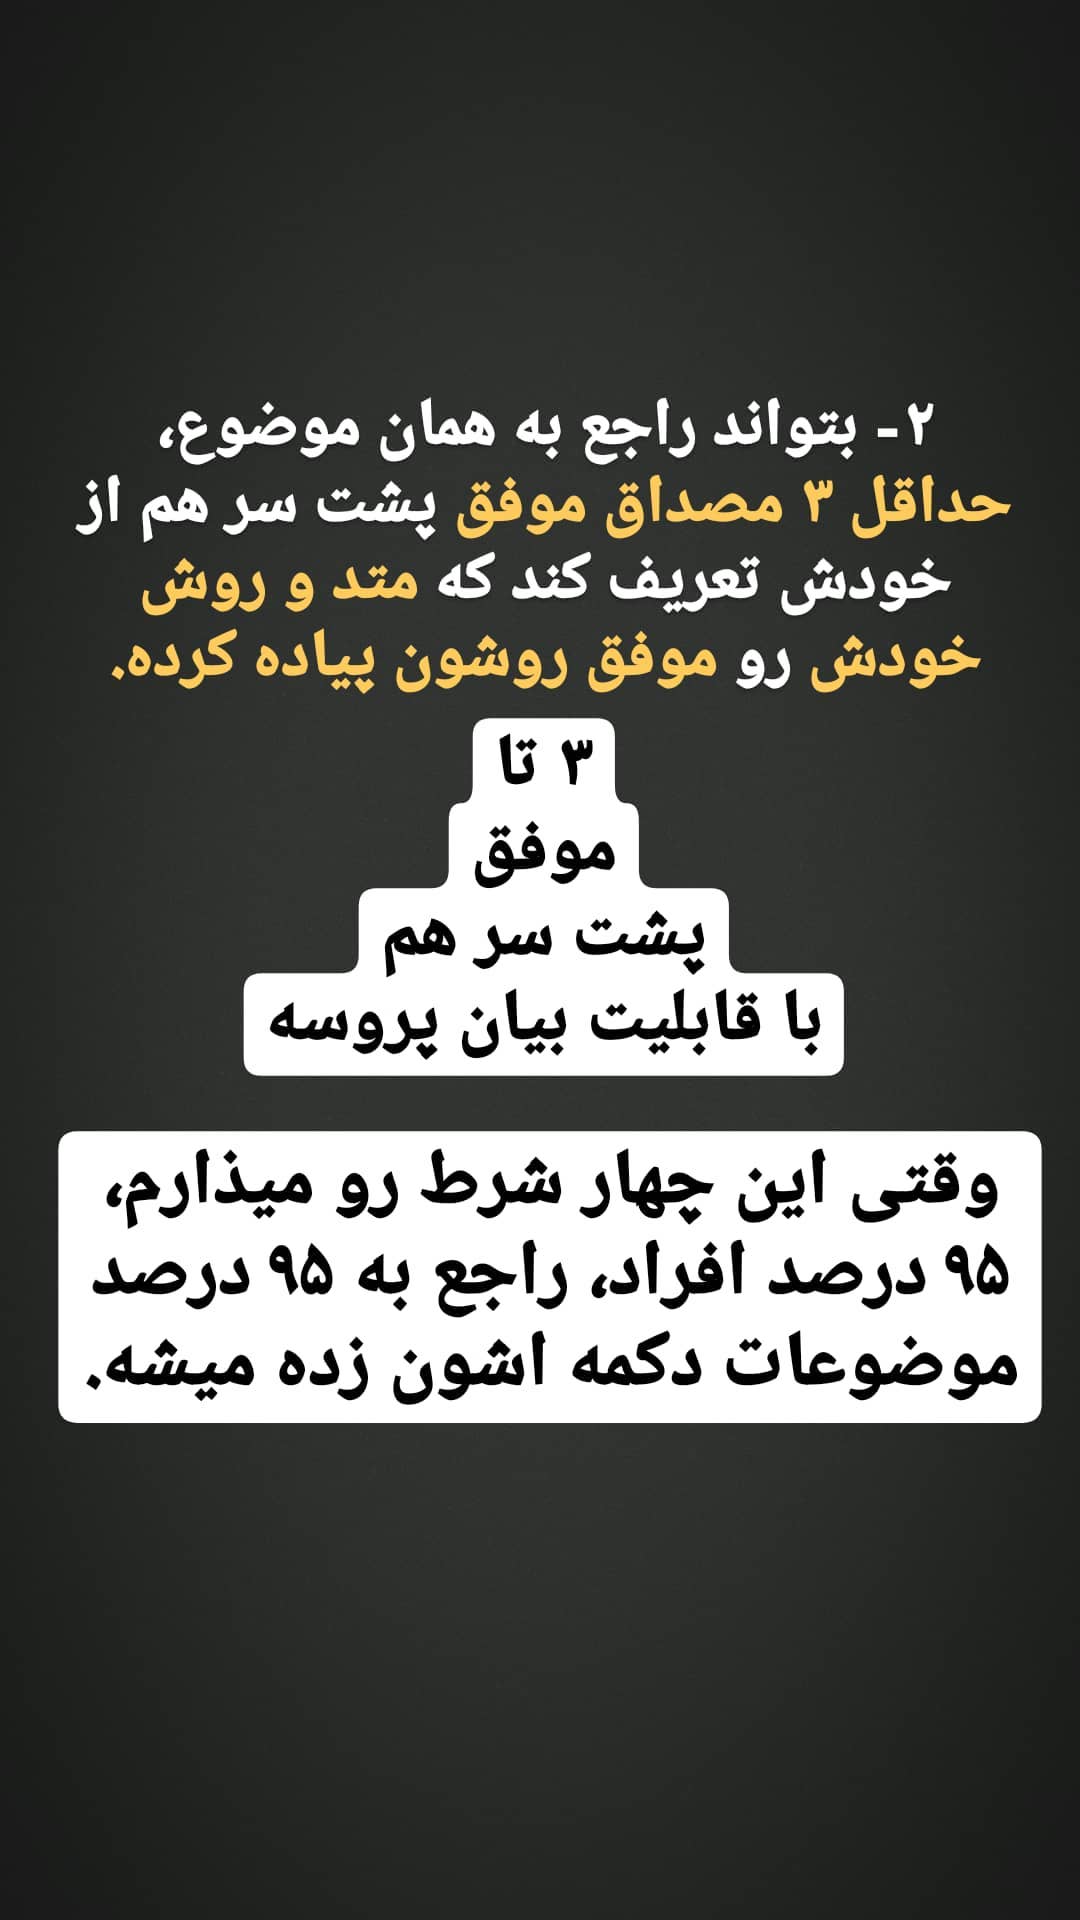 ۲- بتواند راجع به همان موضوع،
حداقل ۳ مصداق موفق پشت سر هم از
خودش تعریف کند که متد و روش
خودش رو موفق روشون پیاده کرده.
۳ تا
موفق
پشت سر هم
با قابلیت بیان پروسه
وقتی این چهار شرط رو میذارم،
۹۵ درصد افراد، راجع به ۹۵ درصد
موضوعات دکمه اشون زده میشه.